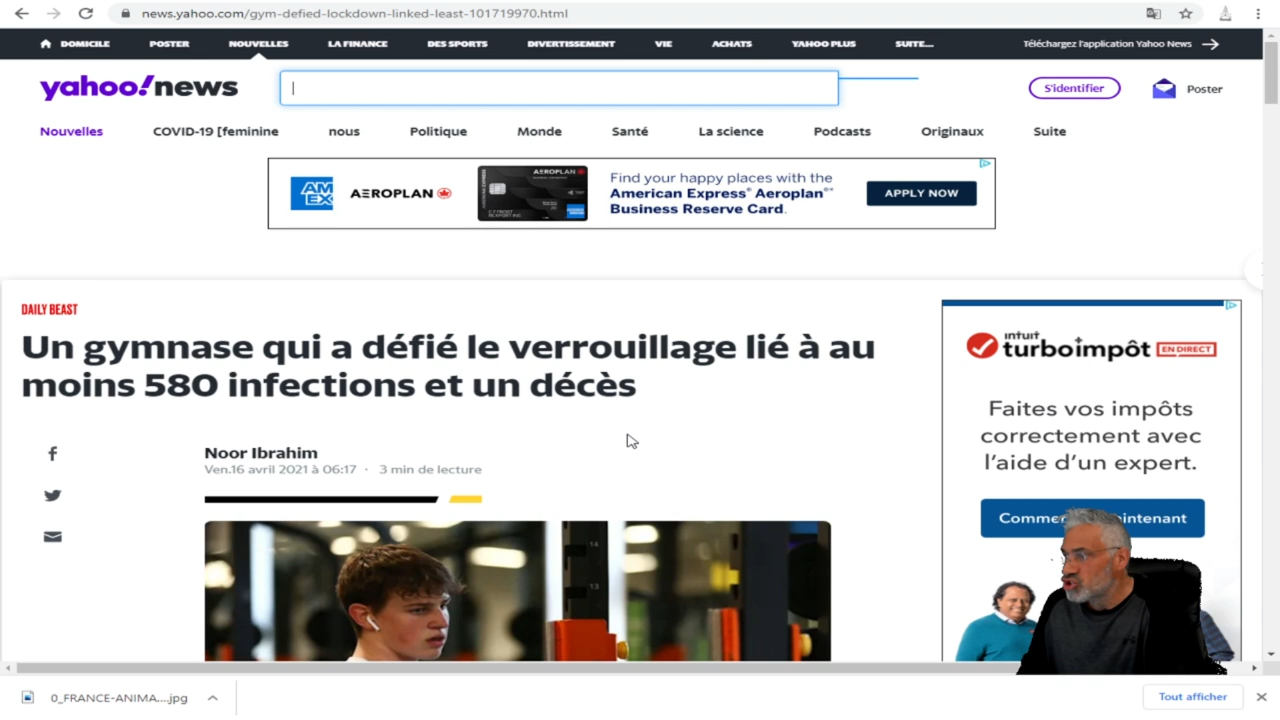 news.yahoo.com/gym-defied-lockdown-linked-least-101719970.html
DOMICILE POSTER NOUVELLES LA FINANCE DES SPORTS DIVERTISSEMENT VIE ACHATS YAHOO PLUS SUITE... Téléchargez l'application Yahoo News
yahoo!news
S'identifier
Poster
Nouvelles COVID-19 [feminine nous Politique Monde Santé La science Podcasts Originaux Suite
AM
EX
AEROPLAN
AEROPLAN
Find your happy places with the
American Express® Aeroplan®*
Business Reserve Card.
APPLY NOW
DAILY BEAST
Un gymnase qui a défié le verrouillage lié à au
moins 580 infections et un décès
Noor Ibrahim
Ven.16 avril 2021 à 06:17 · 3 min de lecture
14
13
intuit
turboimpôt EN DIRECT
Faites vos impôts
correctement avec
l'aide d'un expert.
0_FRANCE-ANIMA....jpg
Tout afficher